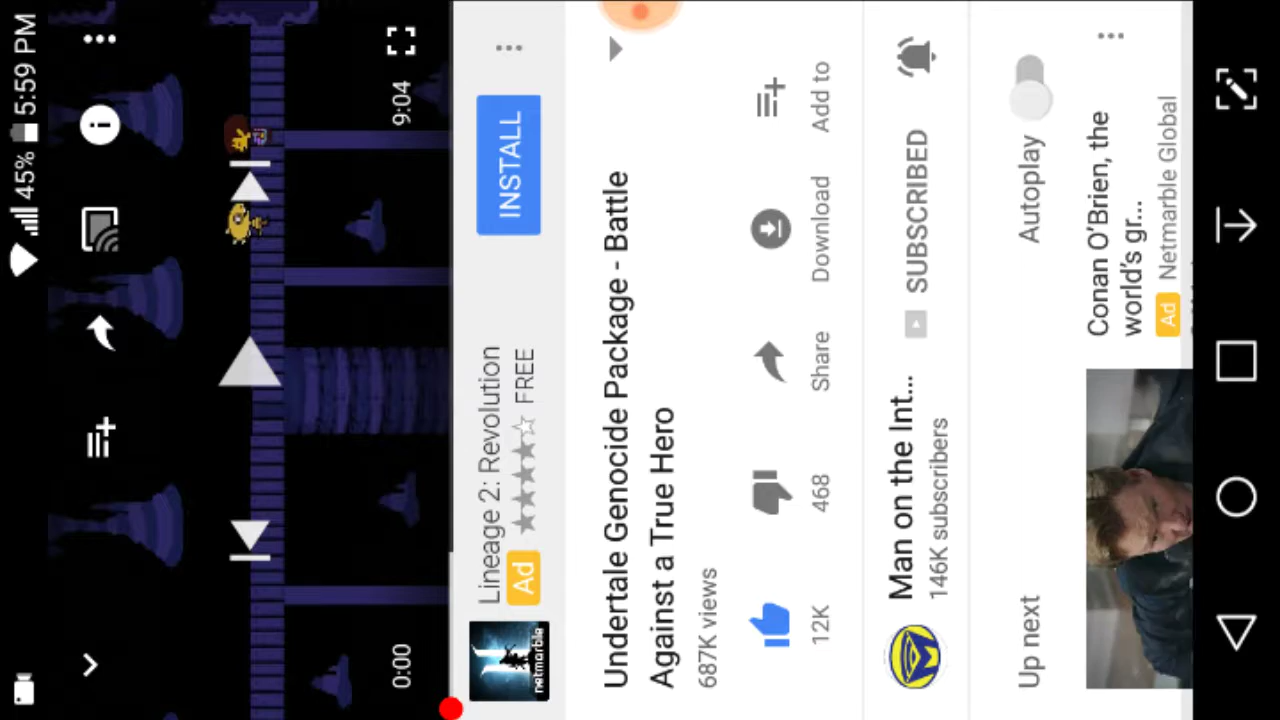 45% 5:59 PM
0:00
9:04
Lineage 2: Revolution
Ad
FREE
INSTALL
netmarble
Undertale Genocide Package - Battle
Against a True Hero
687K views
12K
468
Share
Download
Add to
Man on the Int...
146K subscribers
SUBSCRIBED
Up next
Autoplay
Conan O'Brien, the
world's gr...
Ad Netmarble Global